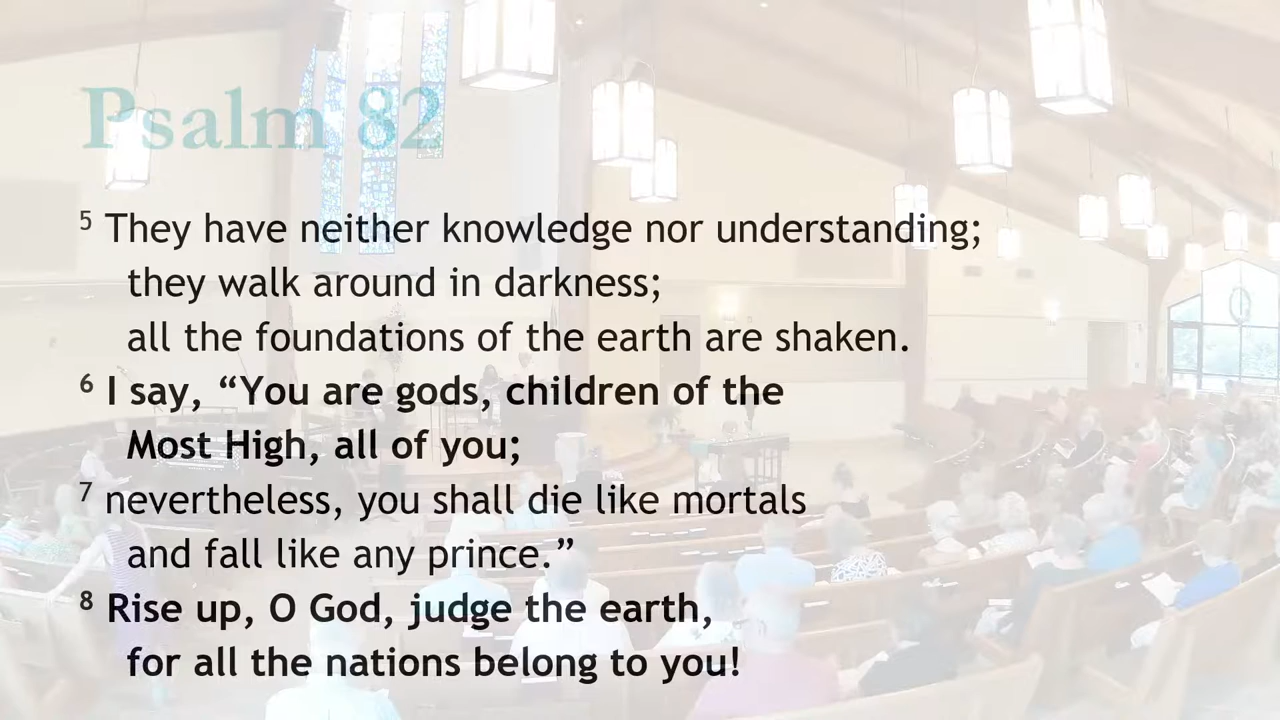 Psalm 82
5 They have neither knowledge nor understanding;
they walk around in darkness;
all the foundations of the earth are shaken.
6 I say, “You are gods, children of the
Most High, all of you;
7 nevertheless, you shall die like mortals
and fall like any prince.”
8 Rise up, O God, judge the earth,
for all the nations belong to you!